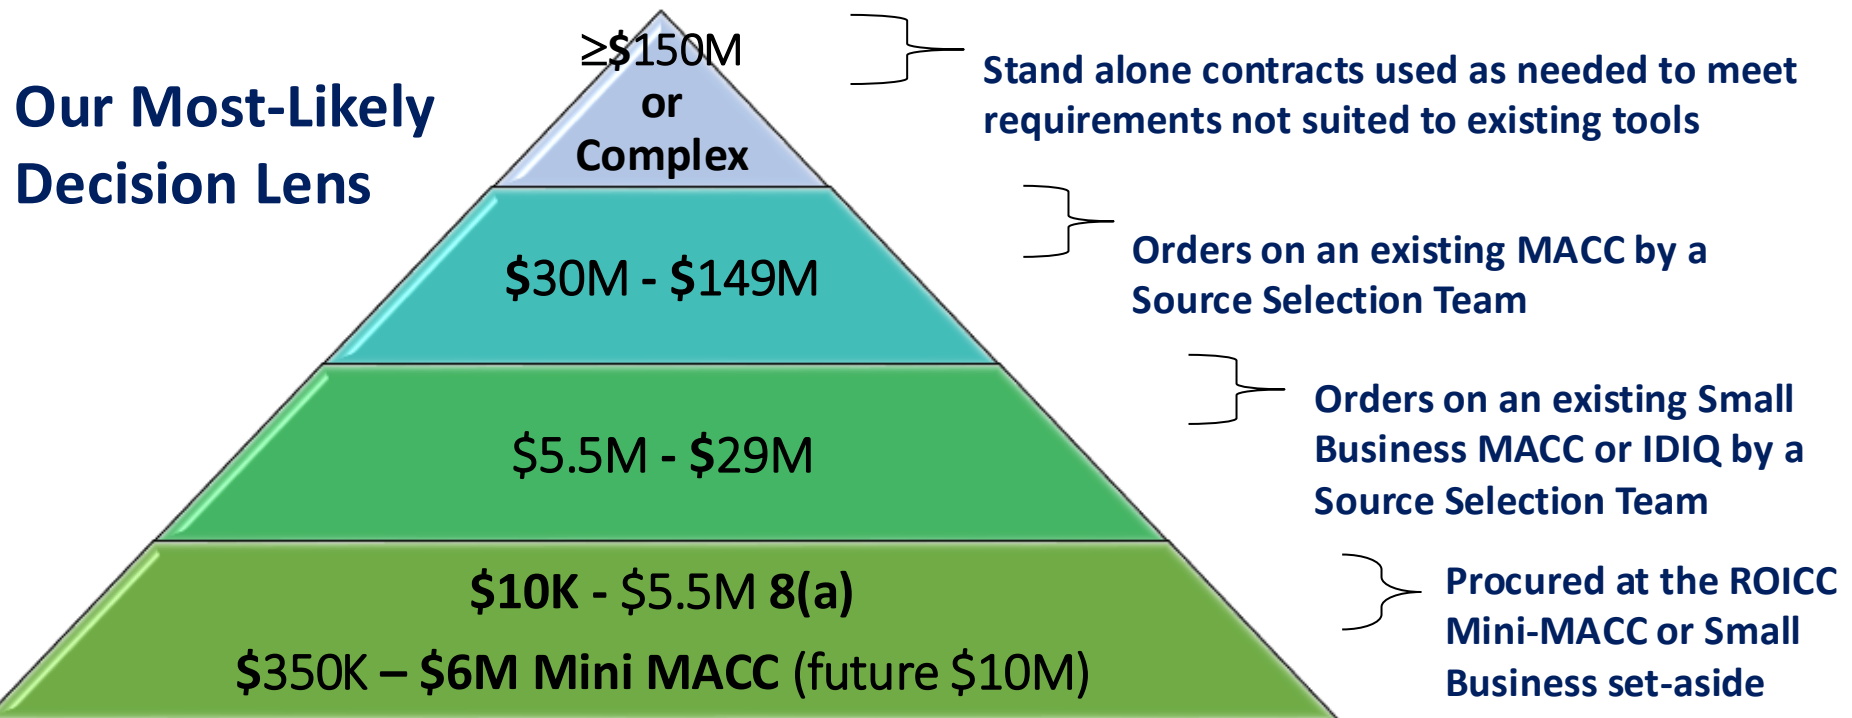 Our Most-Likely
Decision Lens
≥$150M
or
Complex
Stand alone contracts used as needed to meet
requirements not suited to existing tools
$30M - $149M
Orders on an existing MACC by a
Source Selection Team
$5.5M - $29M
Orders on an existing Small
Business MACC or IDIQ by a
Source Selection Team
$10K - $5.5M 8(a)
$350K – $6M Mini MACC (future $10M)
Procured at the ROICC
Mini-MACC or Small
Business set-aside